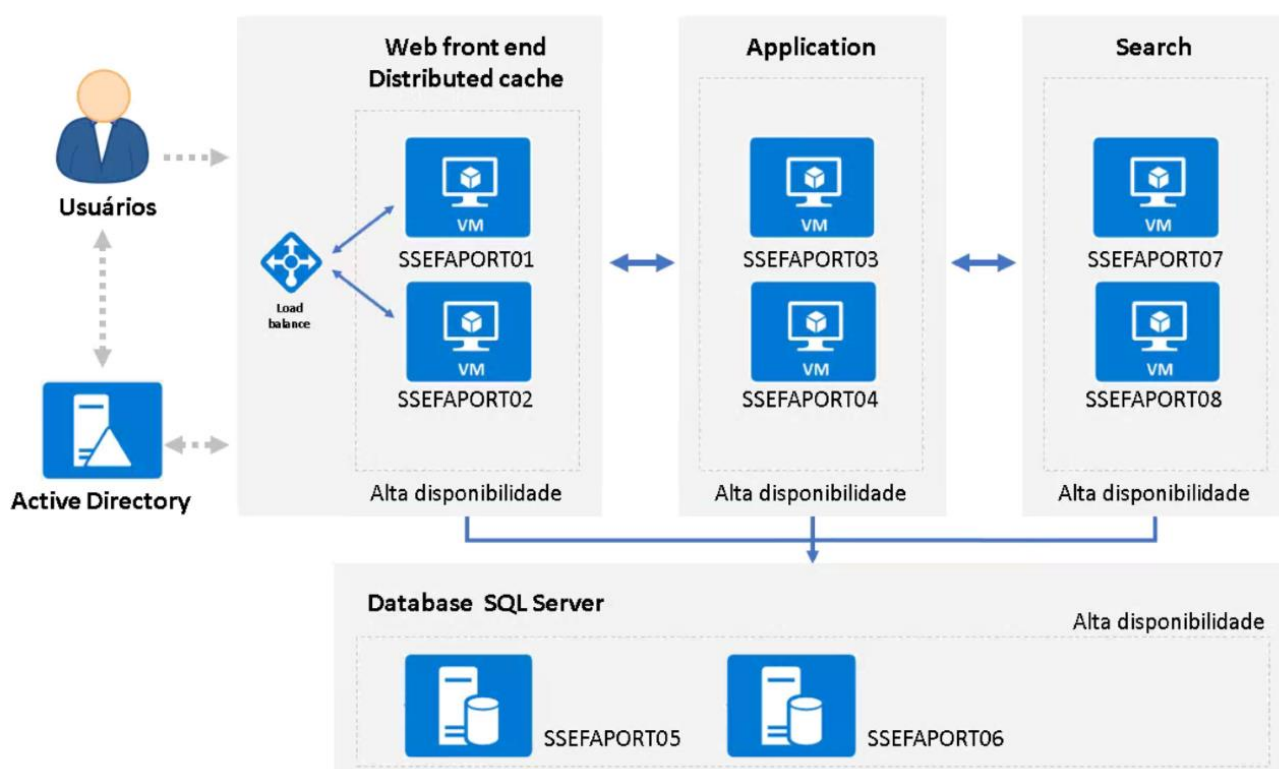 Web front end
Distributed cache
Application
Search
Usuários
VM
SSEFAPORT01
VM
SSEFAPORT03
VM
SSEFAPORT07
Load
balance
VM
SSEFAPORT02
VM
SSEFAPORT04
VM
SSEFAPORT08
Active Directory
Alta disponibilidade
Alta disponibilidade
Alta disponibilidade
Database SQL Server
Alta disponibilidade
SSEFAPORT05
SSEFAPORT06